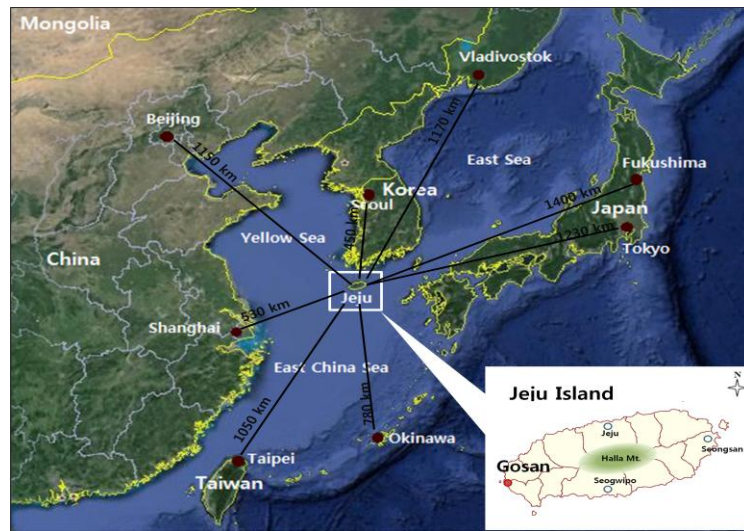 Mongolia
Vladivostok
Beijing
1150 km
1170 km
East Sea
Fukushima
Korea
Seoul
450 km
1400 km
Japan
Yellow Sea
1230 km
Tokyo
China
Jeju
530 km
Shanghai
East China Sea
780 km
1050 km
Okinawa
Taipei
Taiwan
Jeju Island
N
Jeju
Seongsan
Halla Mt.
Gosan
Seogwipo